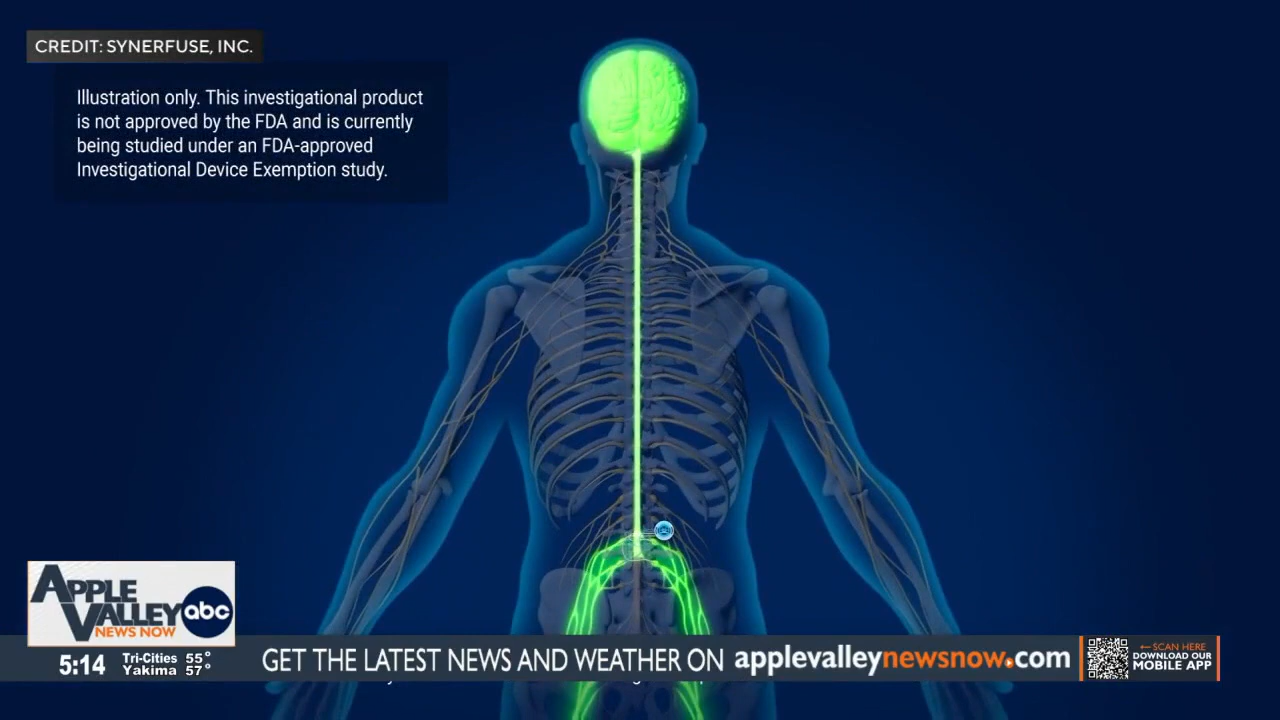 CREDIT: SYNERFUSE, INC.
Illustration only. This investigational product
is not approved by the FDA and is currently
being studied under an FDA-approved
Investigational Device Exemption study.
APPLE
VALLEY abc
NEWS NOW
5:14
Tri-Cities 55°
Yakima 57°
GET THE LATEST NEWS AND WEATHER ON applevalleynewsnow.com
←SCAN HERE
DOWNLOAD OUR
MOBILE APP